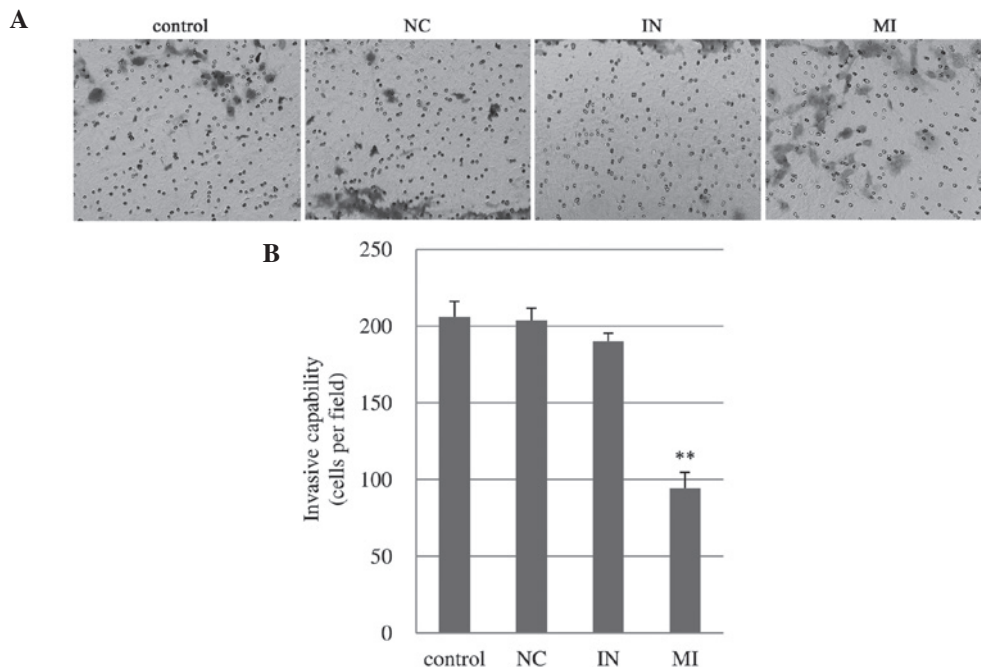 A
control NC IN MI
B
250
200
150
100
50
0
Invasive capability
(cells per field)
**
control NC IN MI